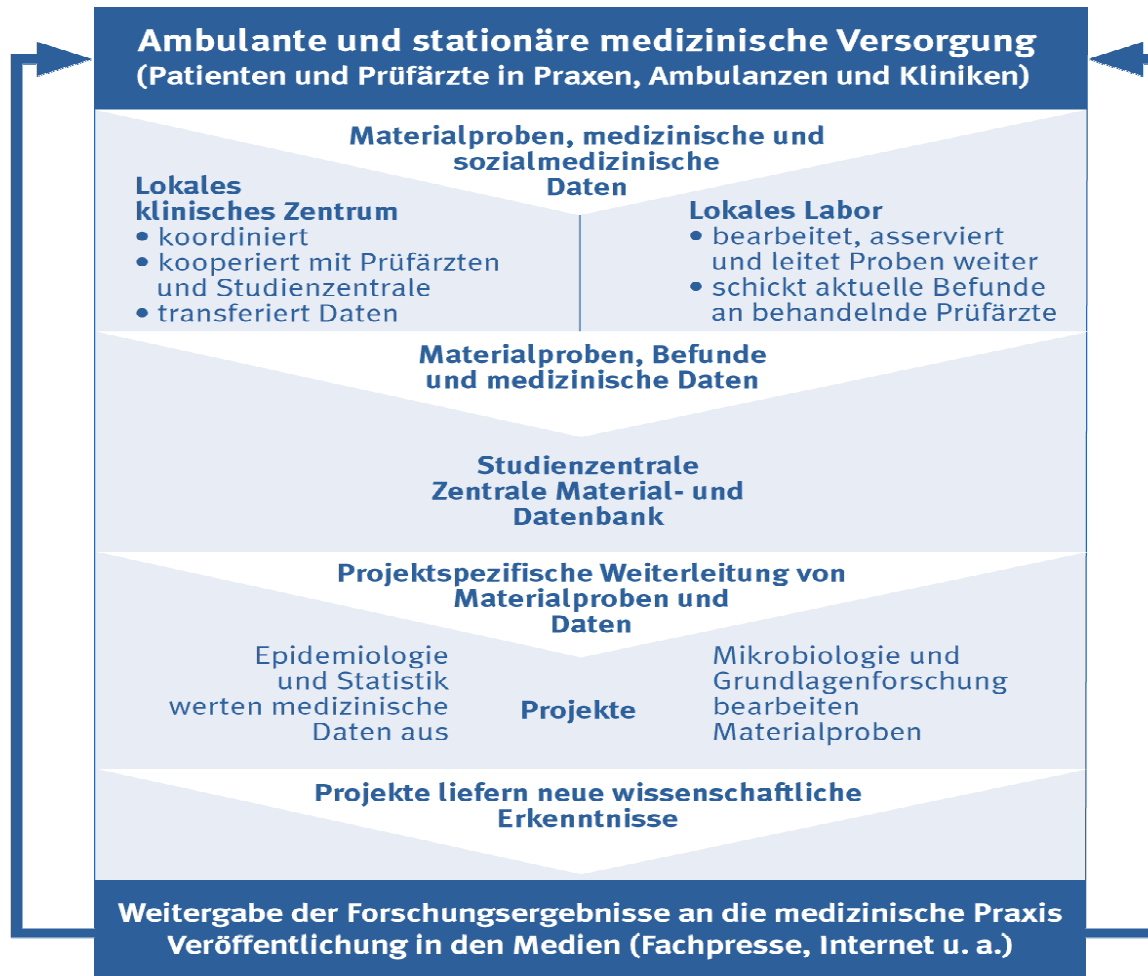 Ambulante und stationäre medizinische Versorgung
(Patienten und Prüfärzte in Praxen, Ambulanzen und Kliniken)
Materialproben, medizinische und
sozialmedizinische
Daten
Lokales
klinisches Zentrum
• koordiniert
• kooperiert mit Prüfärzten
und Studienzentrale
• transferiert Daten
Lokales Labor
• bearbeitet, asserviert
und leitet Proben weiter
• schickt aktuelle Befunde
an behandelnde Prüfärzte
Materialproben, Befunde
und medizinische Daten
Studienzentrale
Zentrale Material- und
Datenbank
Projektspezifische Weiterleitung von
Materialproben und
Daten
Epidemiologie
und Statistik
werten medizinische
Daten aus
Projekte
Mikrobiologie und
Grundlagenforschung
bearbeiten
Materialproben
Projekte liefern neue wissenschaftliche
Erkenntnisse
Weitergabe der Forschungsergebnisse an die medizinische Praxis
Veröffentlichung in den Medien (Fachpresse, Internet u. a.)